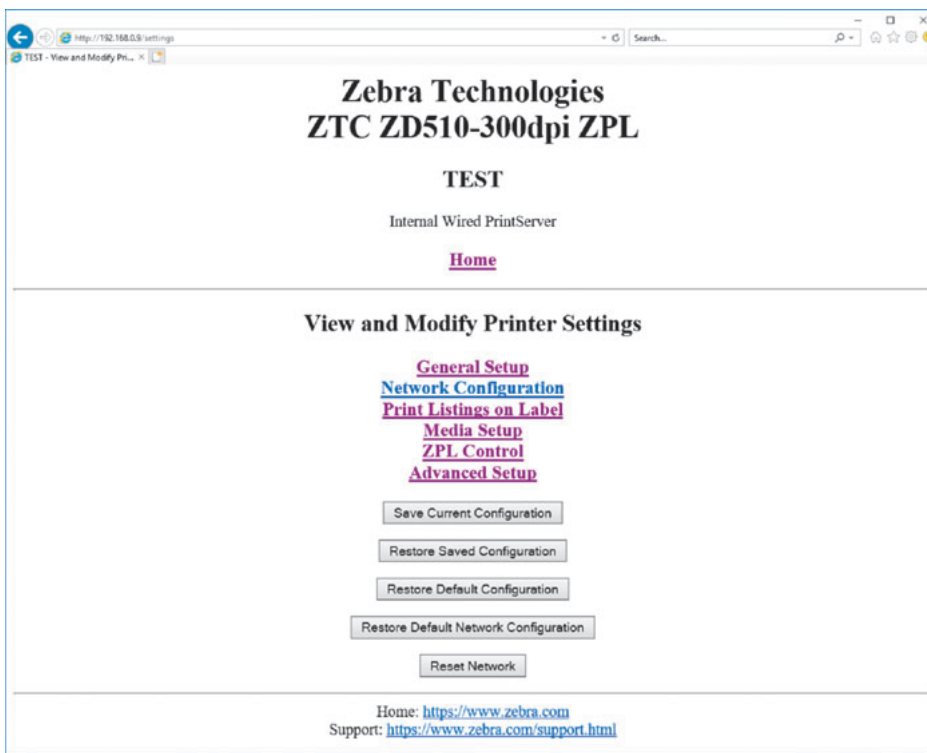 http://192.168.0.9/settings
Search...
TEST - View and Modify Pri...
Zebra Technologies
ZTC ZD510-300dpi ZPL
TEST
Internal Wired PrintServer
Home
View and Modify Printer Settings
General Setup
Network Configuration
Print Listings on Label
Media Setup
ZPL Control
Advanced Setup
Save Current Configuration
Restore Saved Configuration
Restore Default Configuration
Restore Default Network Configuration
Reset Network
Home: https://www.zebra.com
Support: https://www.zebra.com/support.html